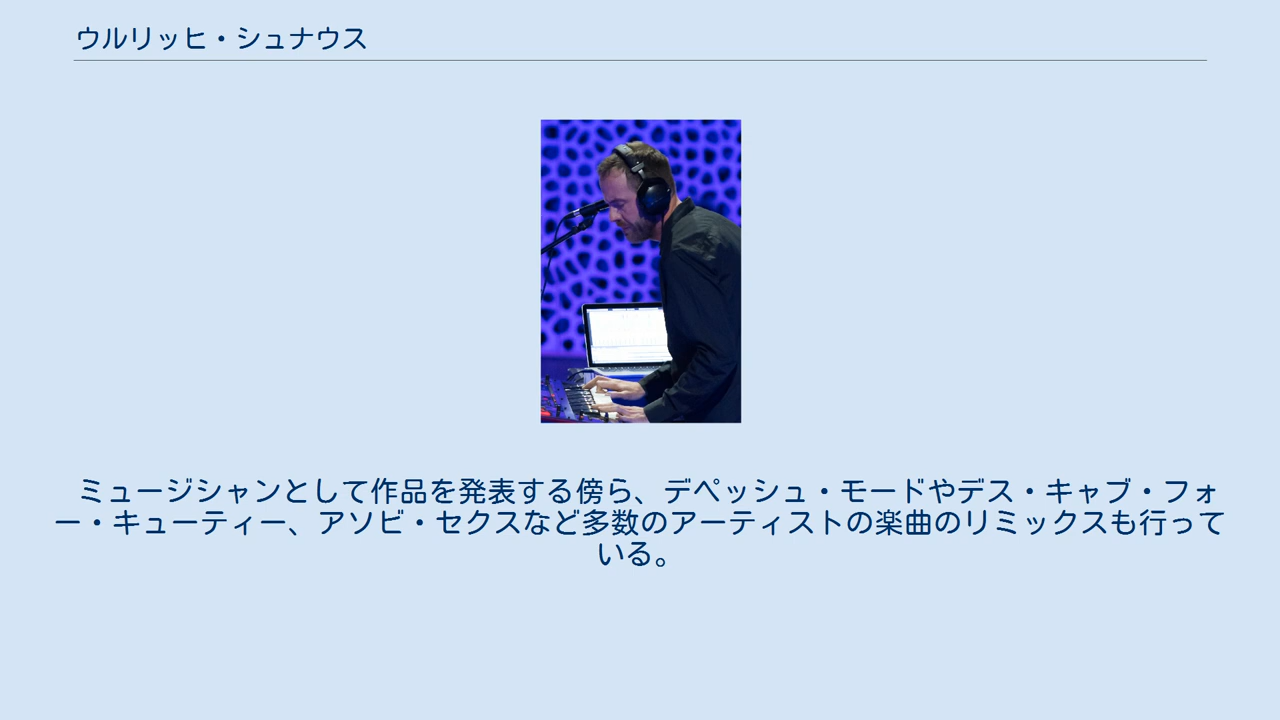 ウルリッヒ・シュナウス
ミュージシャンとして作品を発表する傍ら、デペッシュ・モードやデス・キャブ・フォ
ー・キューティー、アソビ・セクスなど多数のアーティストの楽曲のリミックスも行って
いる。